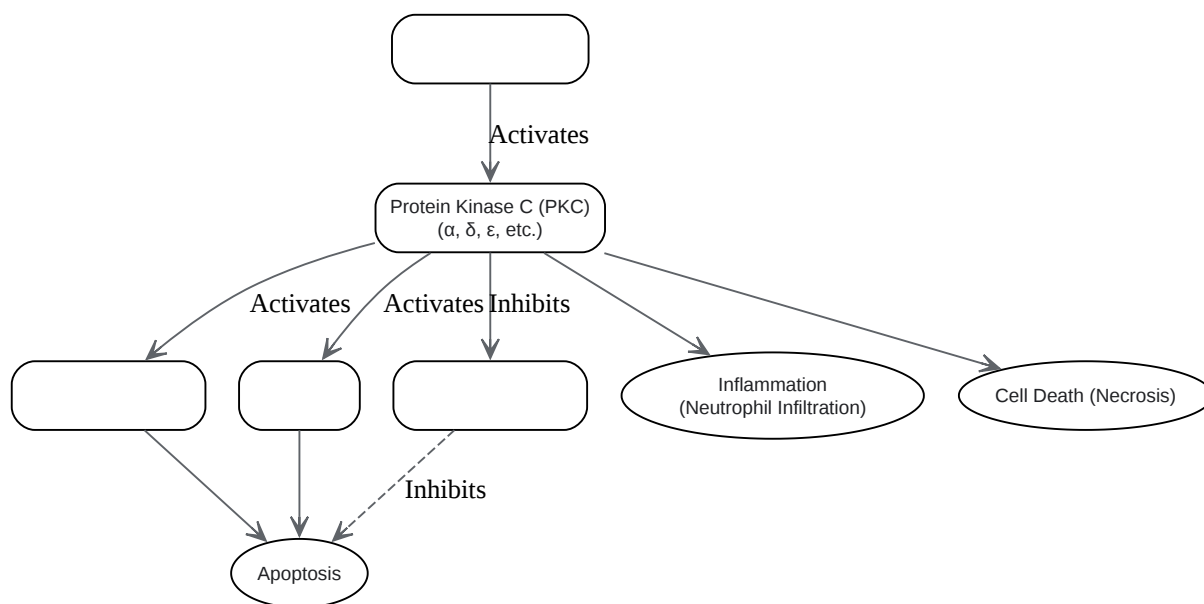 Activates
Protein Kinase C (PKC)
(α, δ, ε, etc.)
Activates
Activates
Inhibits
Inflammation
(Neutrophil Infiltration)
Cell Death (Necrosis)
Inhibits
Apoptosis